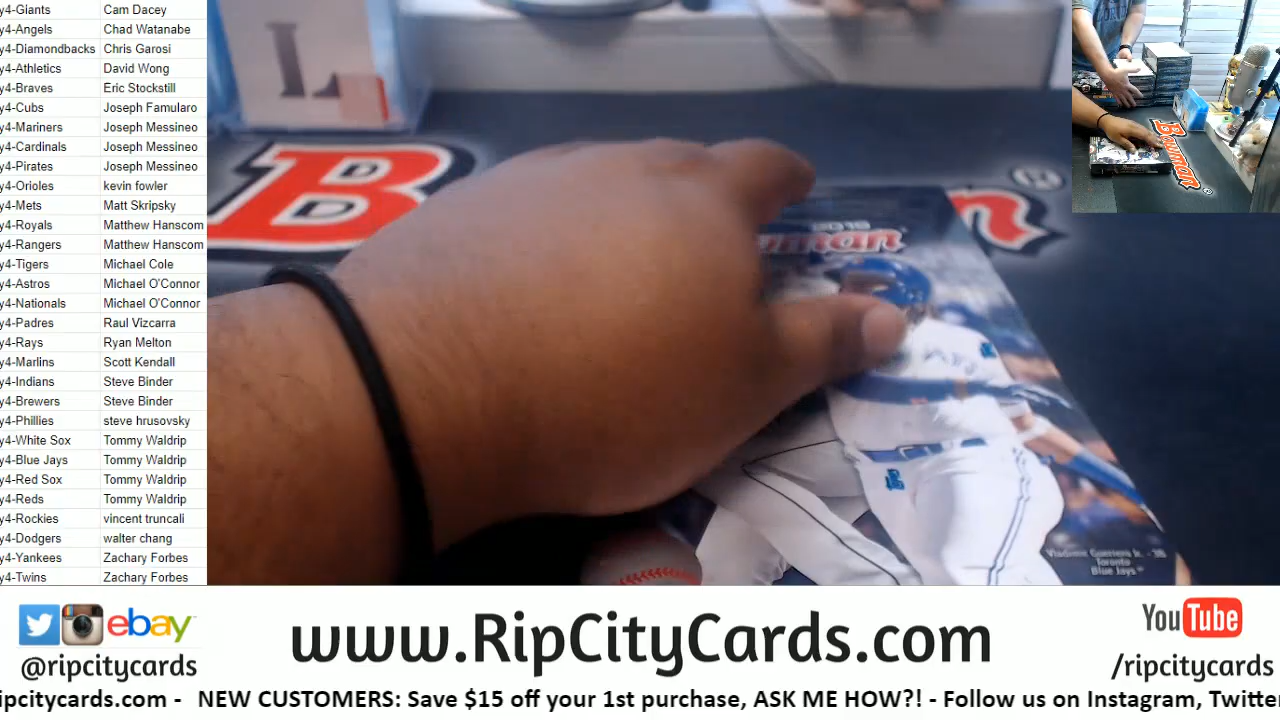 y4-Giants Cam Dacey
y4-Angels Chad Watanabe
y4-Diamondbacks Chris Garosi
y4-Athletics David Wong
y4-Braves Eric Stockstill
y4-Cubs Joseph Famularo
y4-Mariners Joseph Messineo
y4-Cardinals Joseph Messineo
y4-Pirates Joseph Messineo
y4-Orioles kevin fowler
y4-Mets Matt Skripsky
y4-Royals Matthew Hanscom
y4-Rangers Matthew Hanscom
y4-Tigers Michael Cole
y4-Astros Michael O'Connor
y4-Nationals Michael O'Connor
y4-Padres Raul Vizcarra
y4-Rays Ryan Melton
y4-Marlins Scott Kendall
y4-Indians Steve Binder
y4-Brewers Steve Binder
y4-Phillies steve hrusovsky
y4-White Sox Tommy Waldrip
y4-Blue Jays Tommy Waldrip
y4-Red Sox Tommy Waldrip
y4-Reds Tommy Waldrip
y4-Rockies vincent truncali
y4-Dodgers walter chang
y4-Yankees Zachary Forbes
y4-Twins Zachary Forbes
B n ®
Bowman ®
2019
man
Vladimir Guerrero Jr. - 3B
Toronto
Blue Jays™
ebay
@ripcitycards
www.RipCityCards.com
YouTube
/ripcitycards
ipcitycards.com - NEW CUSTOMERS: Save $15 off your 1st purchase, ASK ME HOW?! - Follow us on Instagram, Twitte